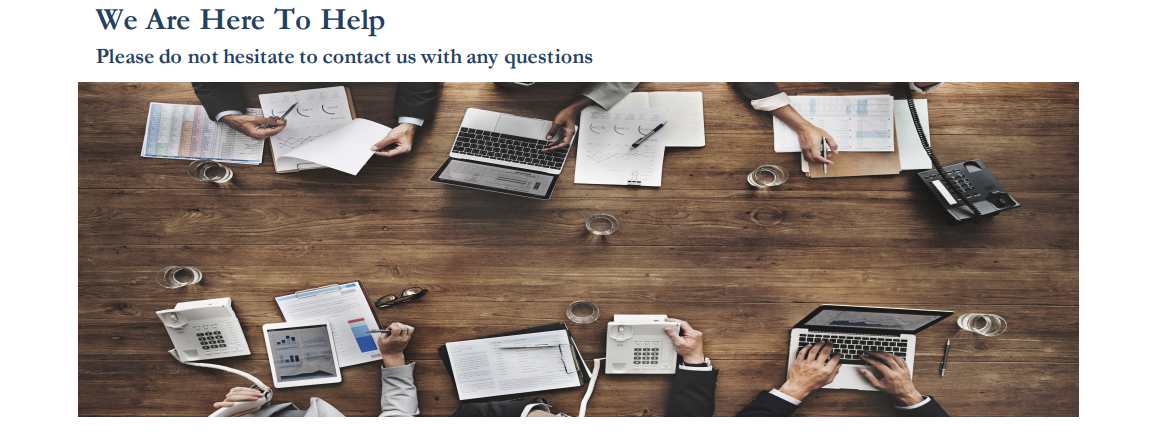 We Are Here To Help
Please do not hesitate to contact us with any questions